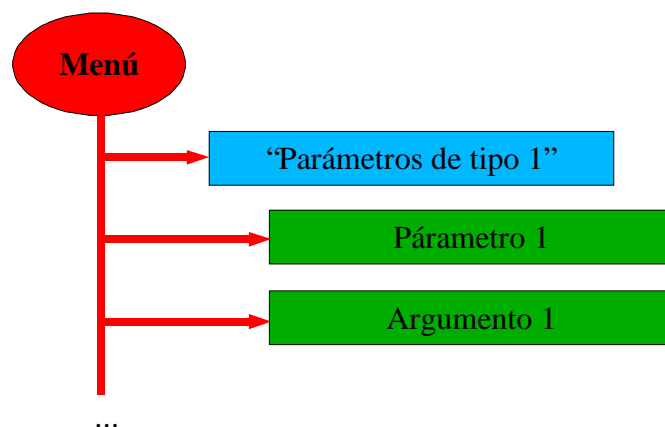 Menú
“Parámetros de tipo 1”
Párametro 1
Argumento 1
...